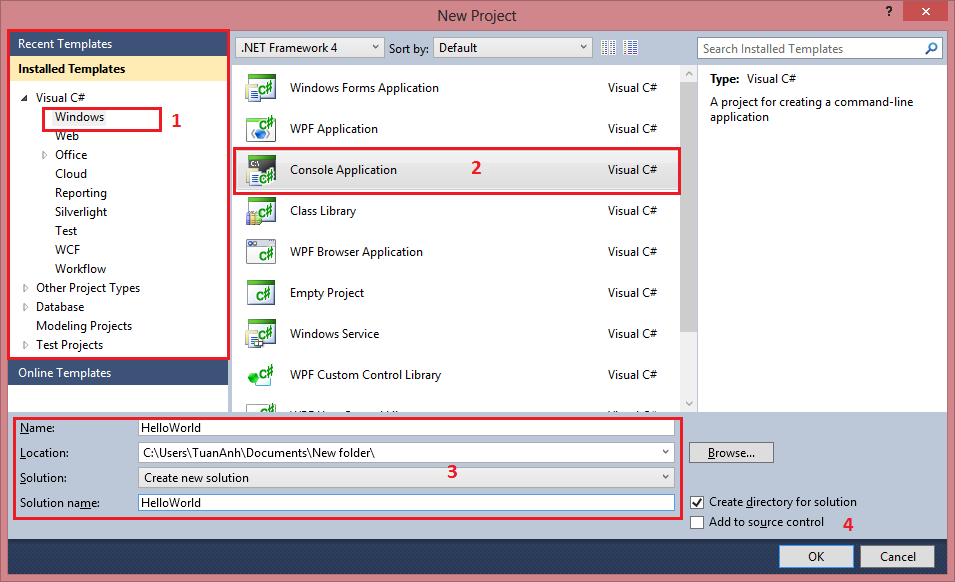 New Project
?
Recent Templates
.NET Framework 4
Sort by: Default
Search Installed Templates
Installed Templates
Visual C#
Windows
1
Web
Office
Cloud
Reporting
Silverlight
Test
WCF
Workflow
Other Project Types
Database
Modeling Projects
Test Projects
Online Templates
Windows Forms Application Visual C#
WPF Application Visual C#
Console Application 2 Visual C#
Class Library Visual C#
WPF Browser Application Visual C#
Empty Project Visual C#
Windows Service Visual C#
WPF Custom Control Library Visual C#
Type: Visual C#
A project for creating a command-line
application
Name: HelloWorld
Location: C:\Users\TuanAnh\Documents\New folder\
Browse...
Solution: Create new solution
3
Solution name: HelloWorld
Create directory for solution
Add to source control
4
OK
Cancel